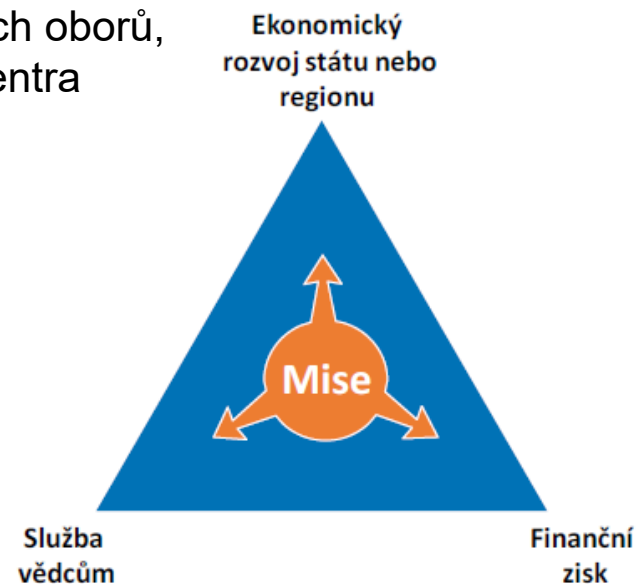 ch oborů,
entra
Ekonomický
rozvoj státu nebo
regionu
Mise
Služba
vědcům
Finanční
zisk